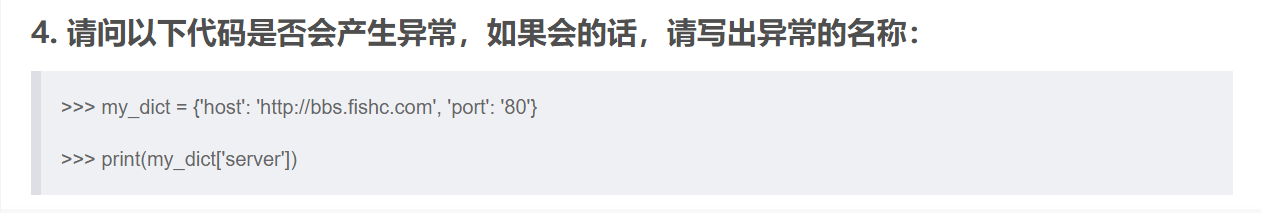 4. 请问以下代码是否会产生异常，如果会的话，请写出异常的名称：
>>> my_dict = {'host': 'http://bbs.fishc.com', 'port': '80'}
>>> print(my_dict['server'])